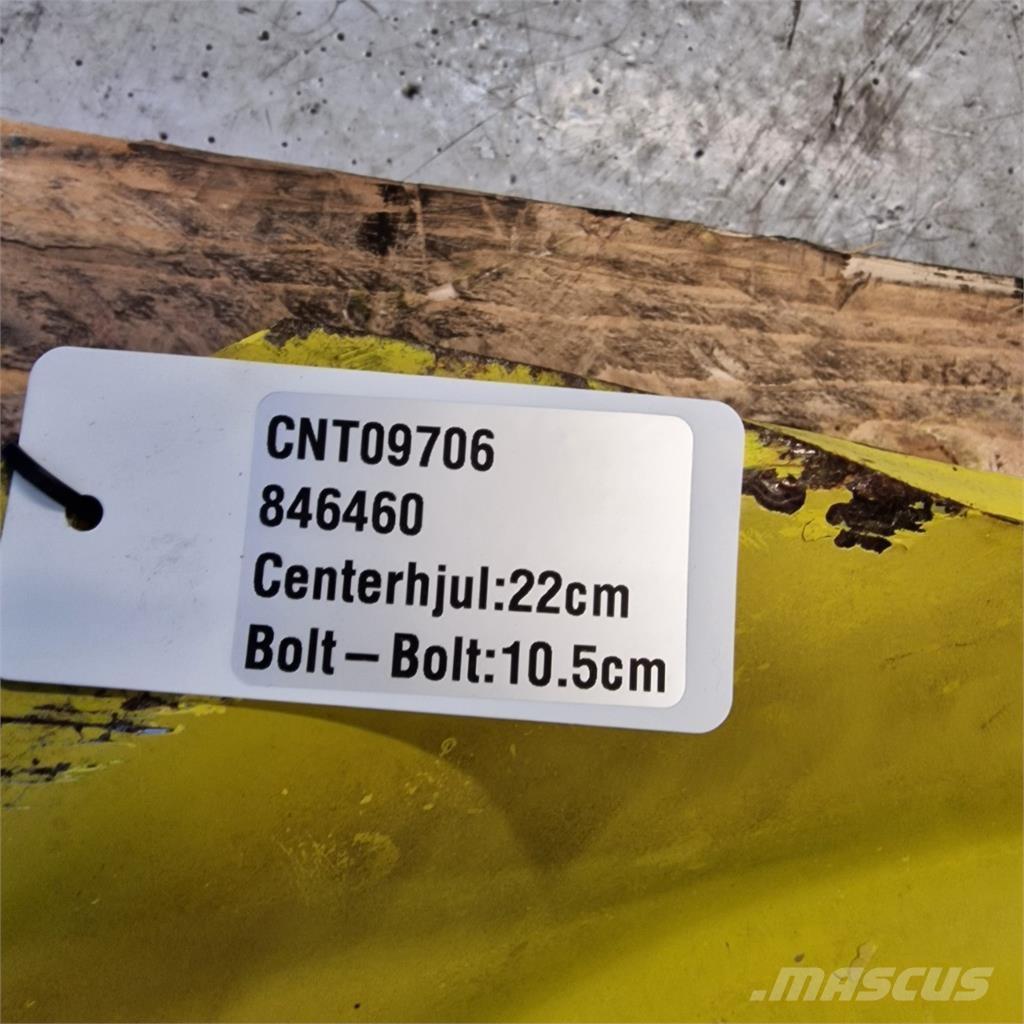 CNT09706
846460
Centerhjul:22cm
Bolt – Bolt:10.5cm
.MASCUS